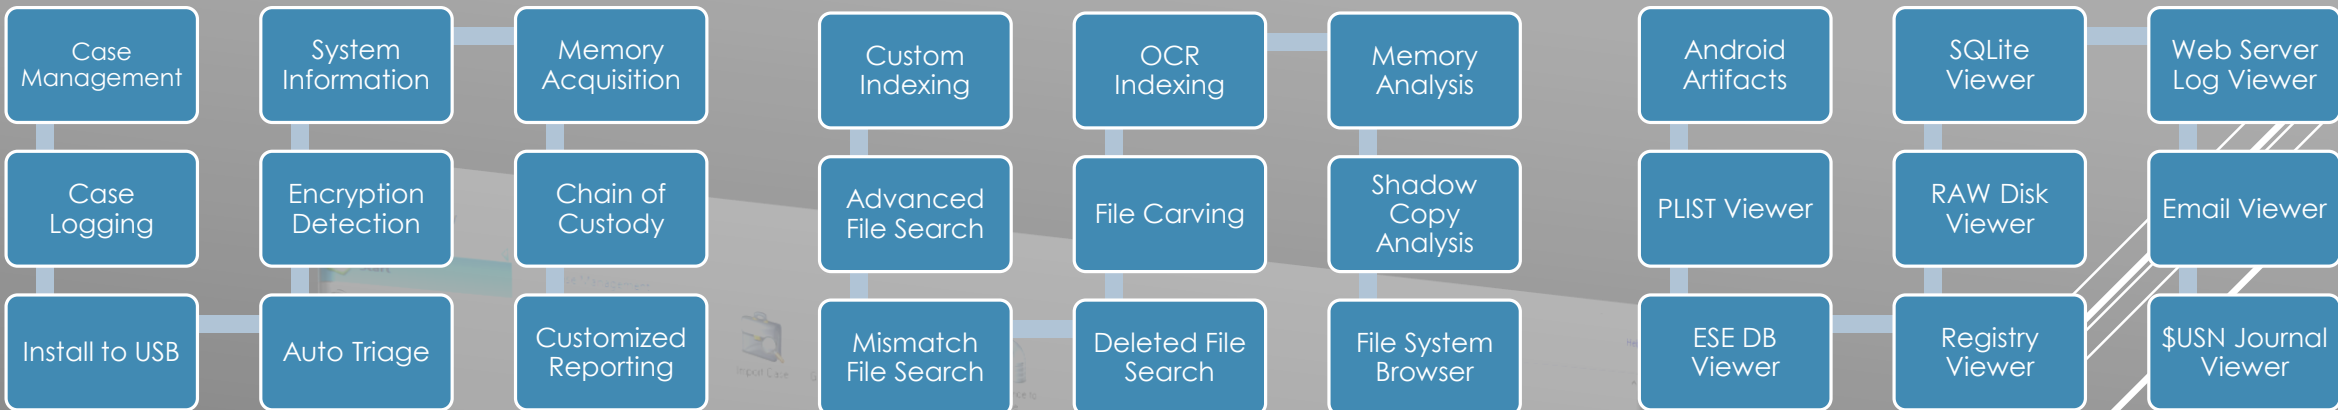 Case
Management
Case
Logging
Install to USB
Auto Triage
Encryption
Detection
System
Information
Memory
Acquisition
Chain of
Custody
Customized
Reporting
Custom
Indexing
Advanced
File Search
Mismatch
File Search
Deleted File
Search
File Carving
OCR
Indexing
Memory
Analysis
Shadow
Copy
Analysis
File System
Browser
Android
Artifacts
PLIST Viewer
ESE DB
Viewer
Registry
Viewer
RAW Disk
Viewer
SQLite
Viewer
Web Server
Log Viewer
Email Viewer
$USN Journal
Viewer
Import Case